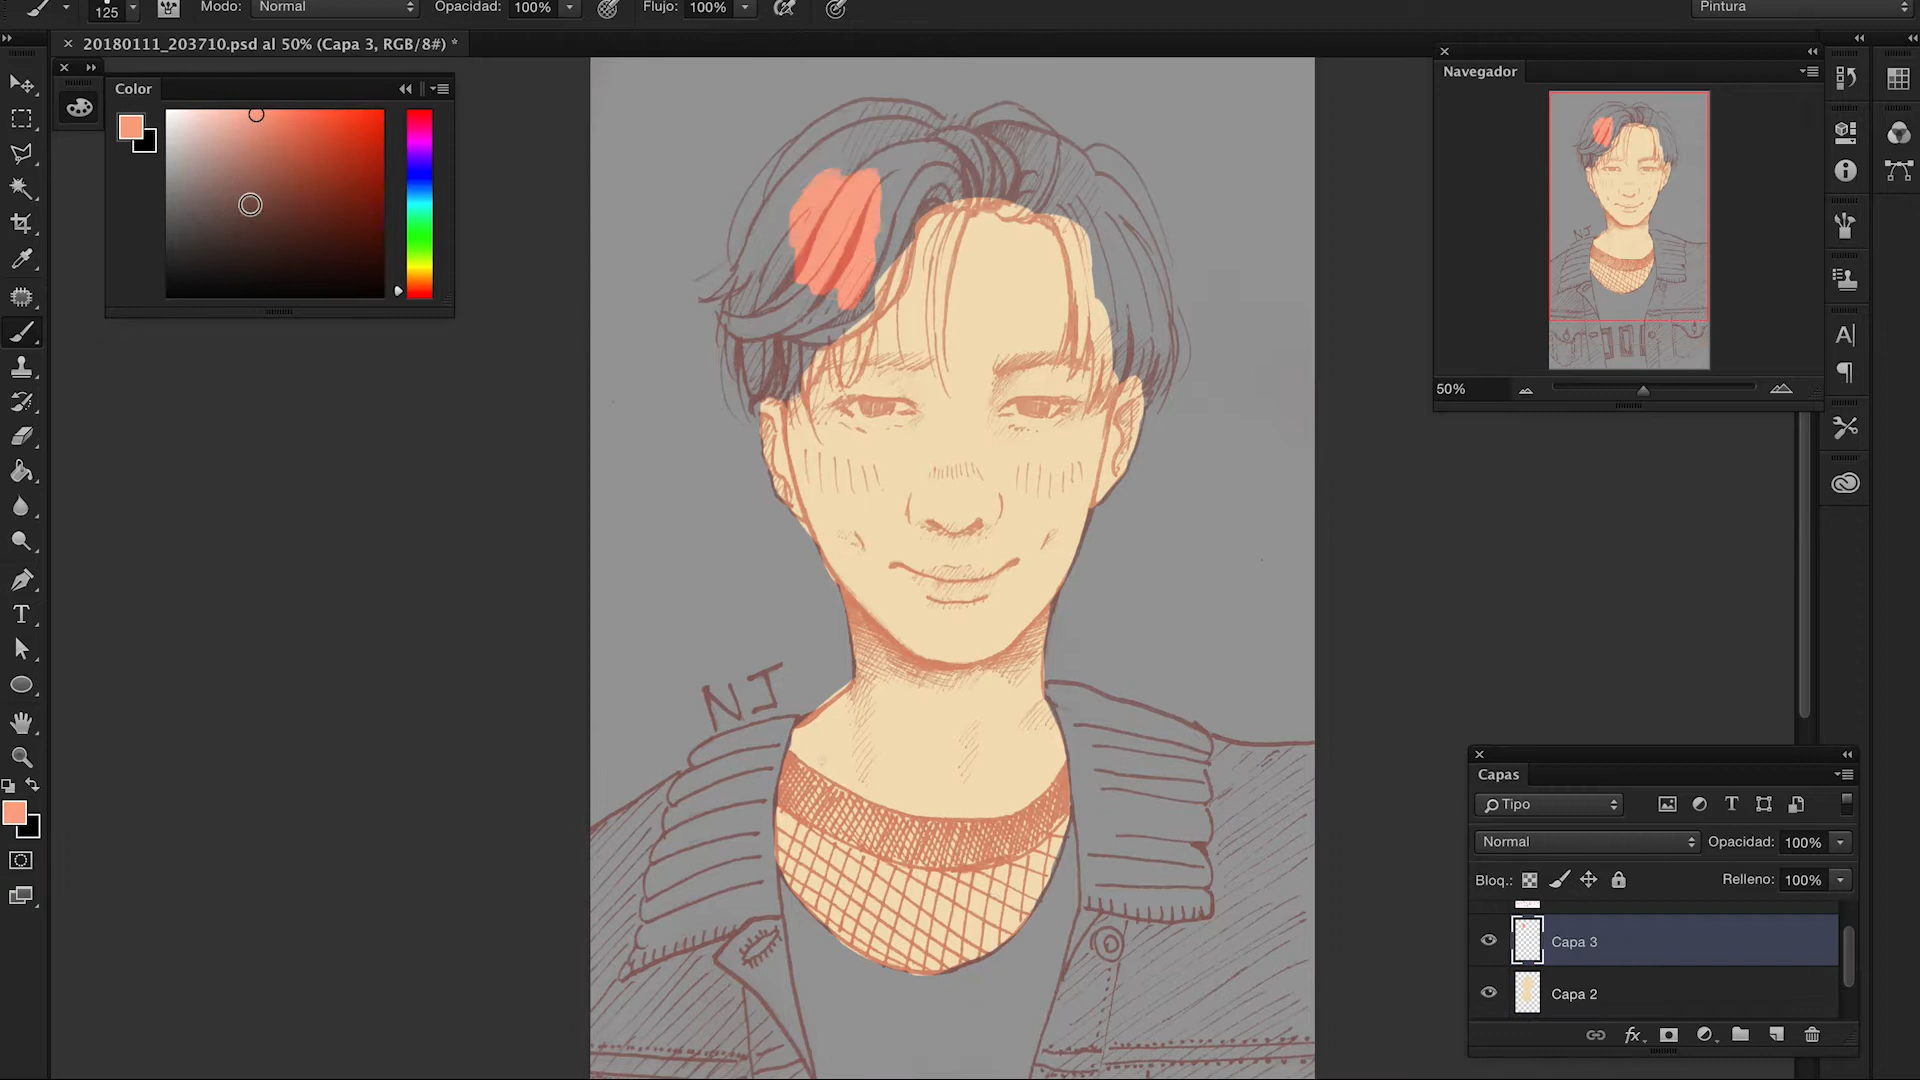 125
Modo:
Normal
Opacidad:
100%
Flujo:
100%
Pintura
20180111_203710.psd al 50% (Capa 3, RGB/8#) *
Color
Navegador
50%
NJ
Capas
Tipo
Normal
Opacidad:
100%
Bloq.:
Relleno:
100%
Capa 3
Capa 2